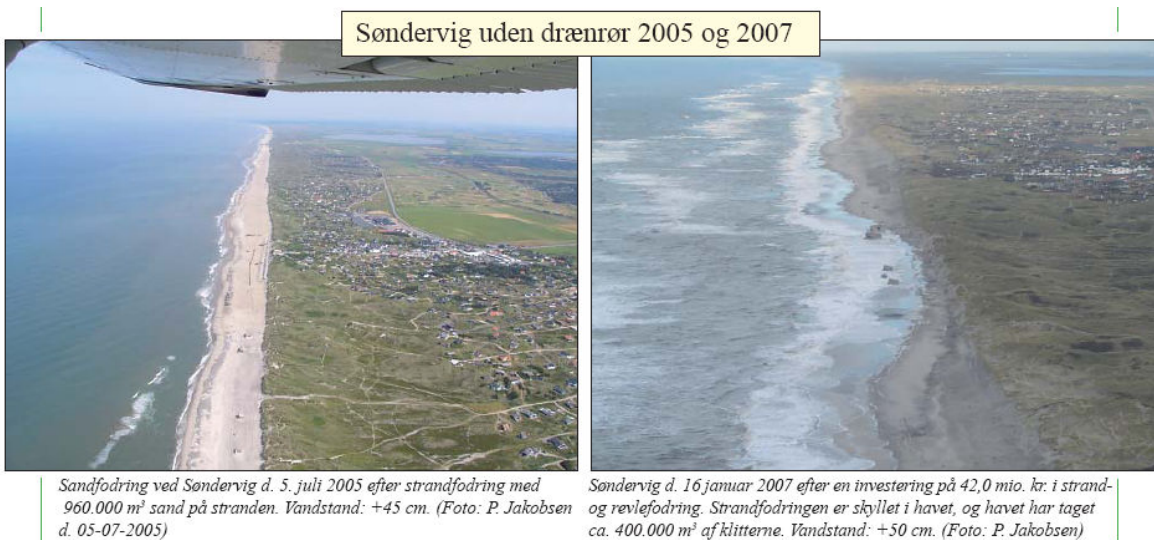 Søndervig uden drænrør 2005 og 2007
Sandfodring ved Søndervig d. 5. juli 2005 efter strandfodring med
960.000 m³ sand på stranden. Vandstand: +45 cm. (Foto: P. Jakobsen
d. 05-07-2005)
Søndervig d. 16 januar 2007 efter en investering på 42,0 mio. kr. i strand-
og revlefodring. Strandfodringen er skyllet i havet, og havet har taget
ca. 400.000 m³ af klitterne. Vandstand: +50 cm. (Foto: P. Jakobsen)